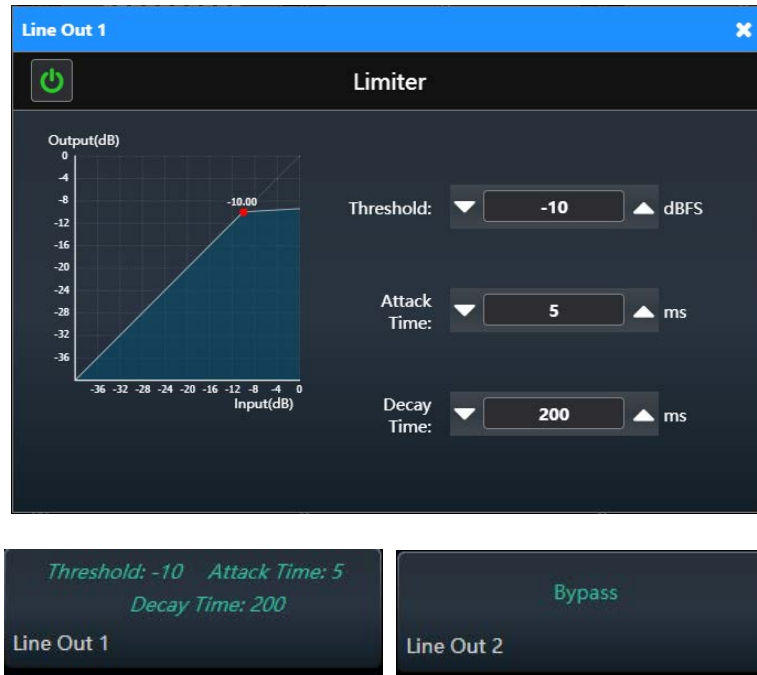 Line Out 1
Limiter
Output(dB)
0
-4
-8
-12
-16
-20
-24
-28
-32
-36
-10.00
-36 -32 -28 -24 -20 -16 -12 -8 -4 0
Input(dB)
Threshold: -10 dBFS
Attack
Time: 5 ms
Decay
Time: 200 ms
Threshold: -10 Attack Time: 5
Decay Time: 200
Line Out 1
Bypass
Line Out 2